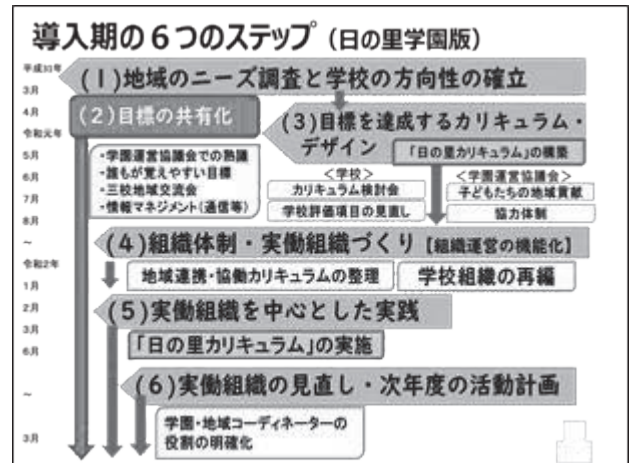 導入期の6つのステップ（日の里学園版）
平成31年
3月
4月
令和元年
5月
6月
7月
8月
～
令和2年
1月
2月
3月
6月
～
3月
(1)地域のニーズ調査と学校の方向性の確立
(2)目標の共有化
・学園運営協議会での熟議
・誰もが覚えやすい目標
・三校地域交流会
・情報マネジメント(通信等)
(3)目標を達成するカリキュラム・
デザイン
「日の里カリキュラム」の構築
＜学校＞
カリキュラム検討会
学校評価項目の見直し
＜学園運営協議会＞
子どもたちの地域貢献
協力体制
(4)組織体制・実働組織づくり【組織運営の機能化】
地域連携・協働カリキュラムの整理
学校組織の再編
(5)実働組織を中心とした実践
「日の里カリキュラム」の実施
(6)実働組織の見直し・次年度の活動計画
学園・地域コーディネーターの
役割の明確化